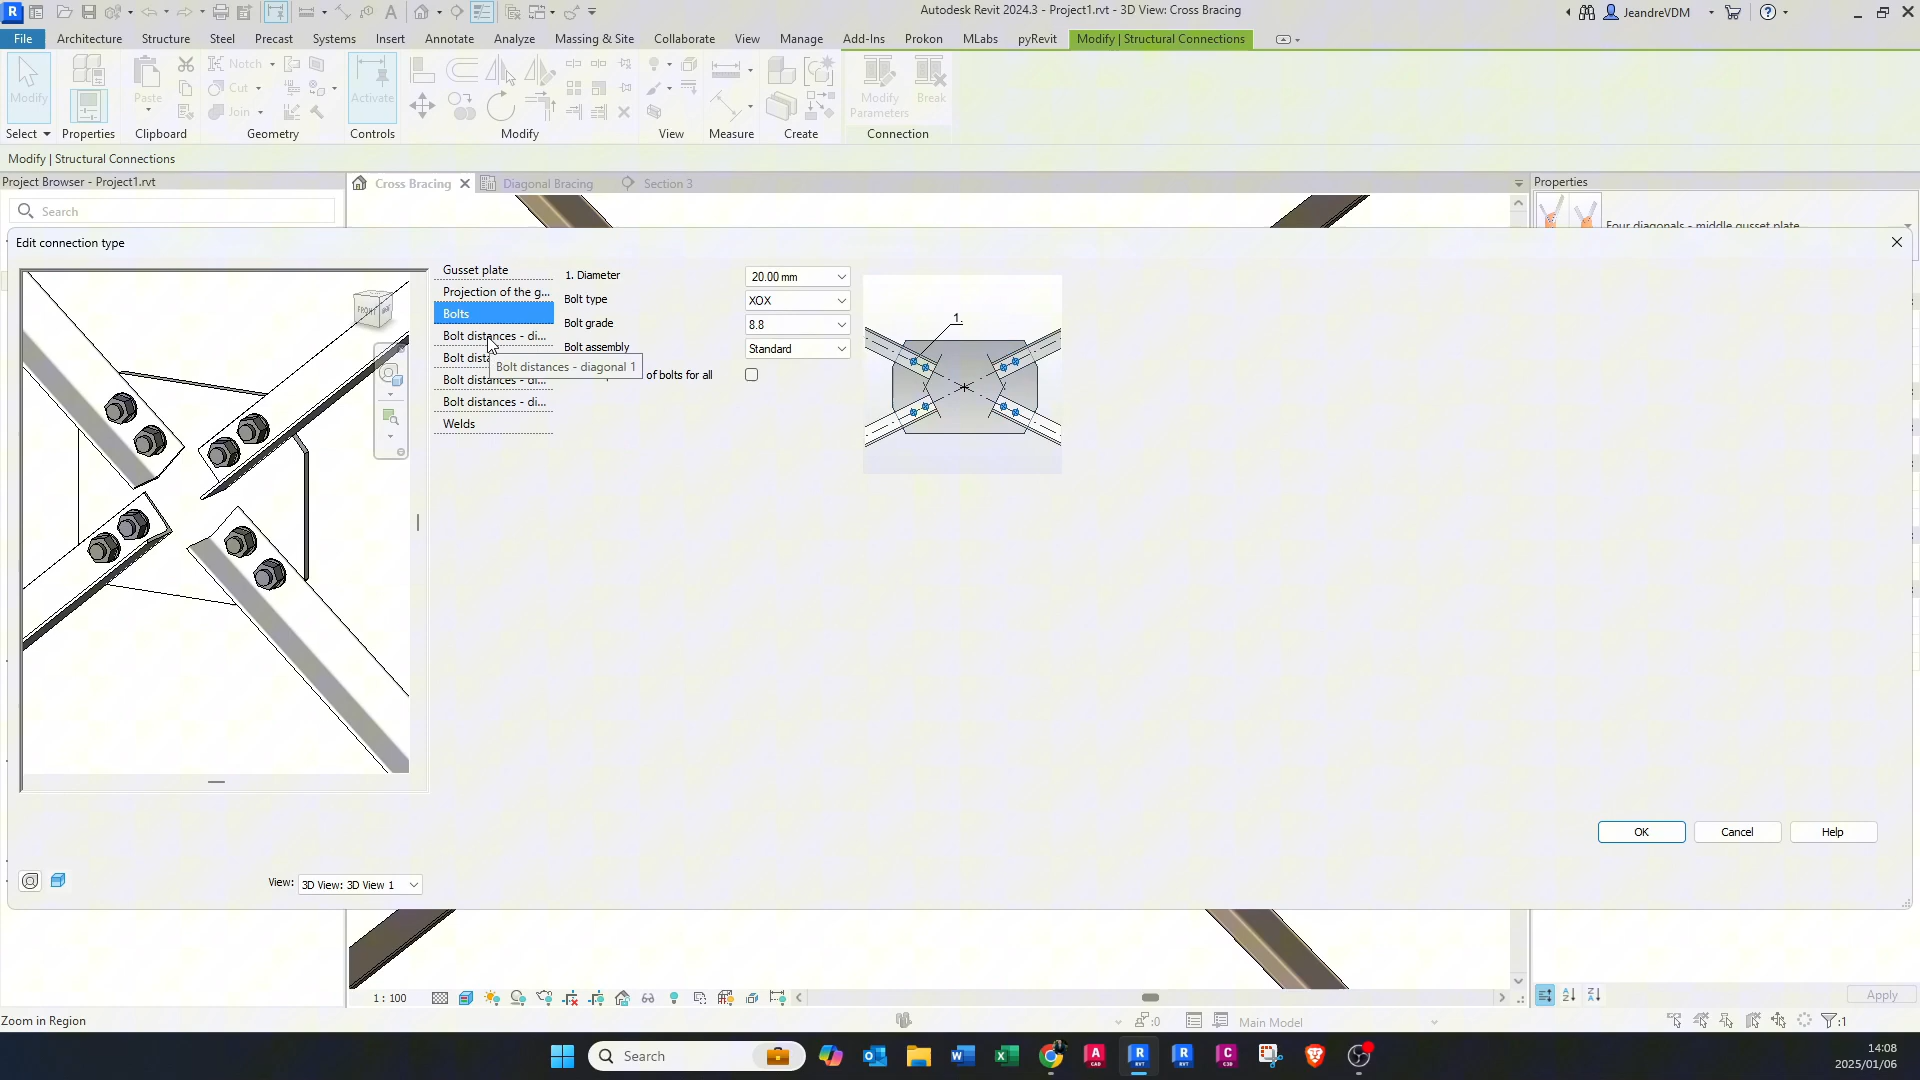 Autodesk Revit 2024.3 - Project1.rvt - 3D View: Cross Bracing
JeandreVDM
File Architecture Structure Steel Precast Systems Insert Annotate Analyze Massing & Site Collaborate View Manage Add-Ins Prokon MLabs pyRevit Modify | Structural Connections
Modify
Paste
Notch
Cut
Join
Activate
Modify Parameters
Break
Select Properties Clipboard Geometry Controls Modify View Measure Create Connection
Modify | Structural Connections
Project Browser - Project1.rvt
Search
Cross Bracing
Diagonal Bracing
Section 3
Properties
Four diagonals - middle gusset plate
Edit connection type
FRONT
Gusset plate
Projection of the g...
Bolts
Bolt distances - di...
Bolt dista
Bolt distances - di...
Bolt distances - di...
Welds
Bolt distances - diagonal 1
1. Diameter
20.00 mm
Bolt type
XOX
Bolt grade
8.8
Bolt assembly
Standard
of bolts for all
1.
OK
Cancel
Help
View: 3D View: 3D View 1
1 : 100
Apply
Zoom in Region
:0
Main Model
:1
Search
14:08
2025/01/06